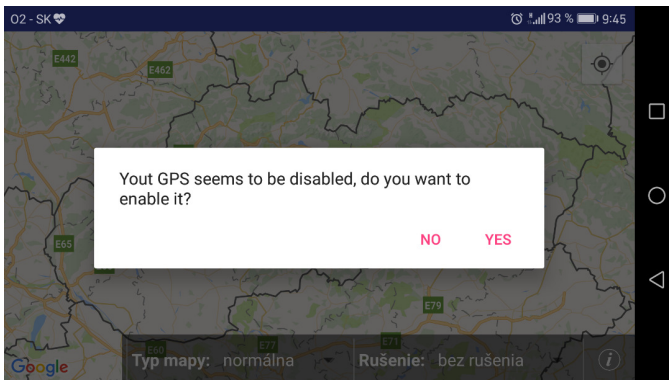 O2 - SK
93 % 9:45
E442
E462
Yout GPS seems to be disabled, do you want to
enable it?
NO YES
E65
E79
E60
E77
E71
Typ mapy: normálna Rušenie: bez rušenia
Google